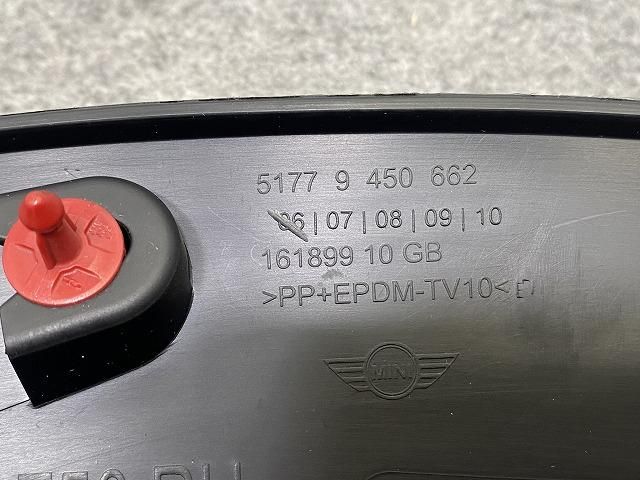 5177 9 450 662
06|07|08|09|10
161899 10 GB
>PP+EPDM-TV10<
MINI